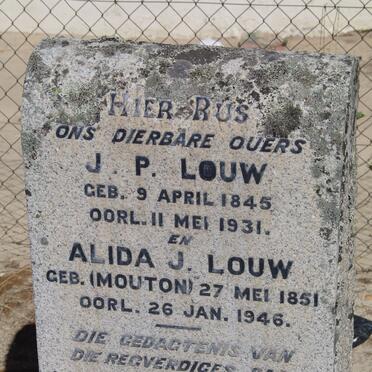 HIER RUS
ONS DIERBARE OUERS
J. P. LOUW
GEB. 9 APRIL 1845
OORL. 11 MEI 1931.
EN
ALIDA J. LOUW
GEB. (MOUTON) 27 MEI 1851
OORL. 26 JAN. 1946.
DIE GEDAGTENIS VAN
DIE REGVERDIGES